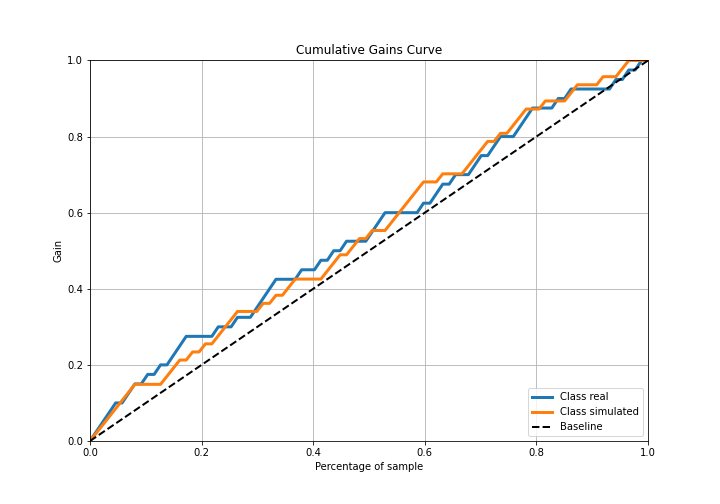 Cumulative Gains Curve
1.0
0.8
0.6
0.4
0.2
0.0
Gain
0.0 0.2 0.4 0.6 0.8 1.0
Percentage of sample
Class real
Class simulated
Baseline